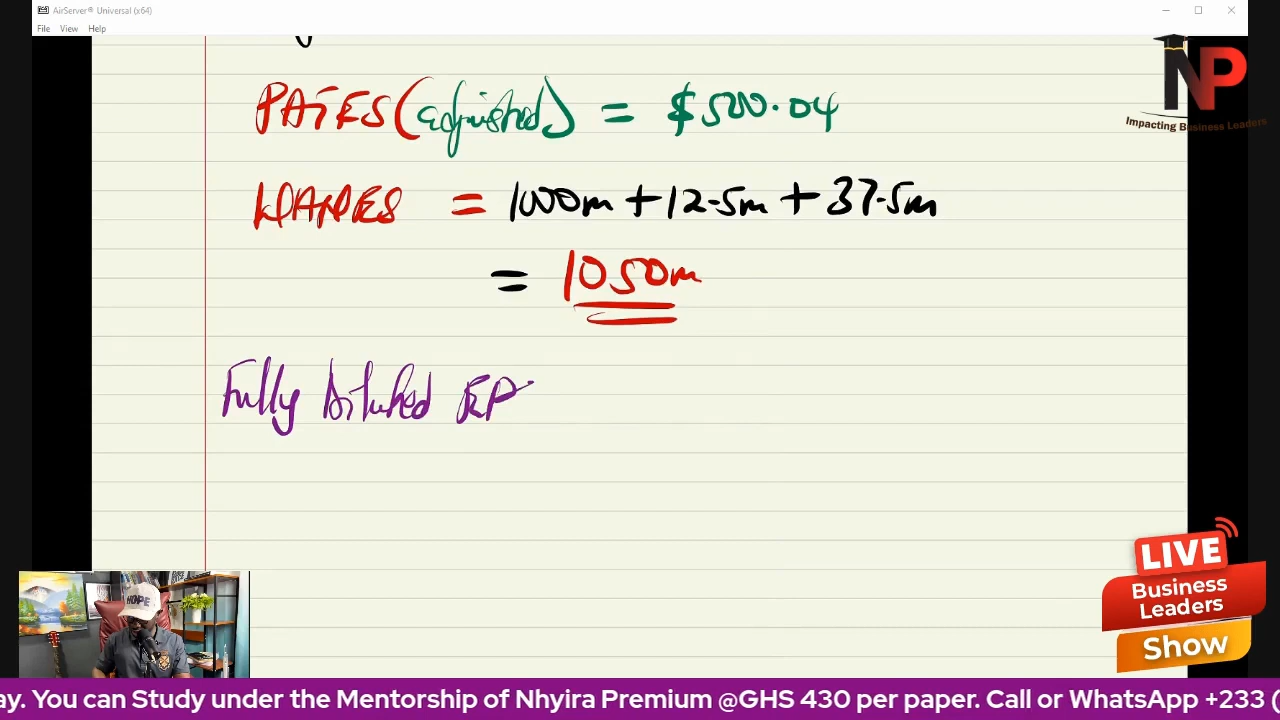 AirServer® Universal (x64)
File View Help
PATES (adjusted) = $500.04
= 1000m + 12.5m + 37.5m
= 1050m
Fully Diluted EP
NP
Impacting Business Leaders
HOPE
LIVE
Business
Leaders
Show
ay. You can Study under the Mentorship of Nhyira Premium @GHS 430 per paper. Call or WhatsApp +233 (